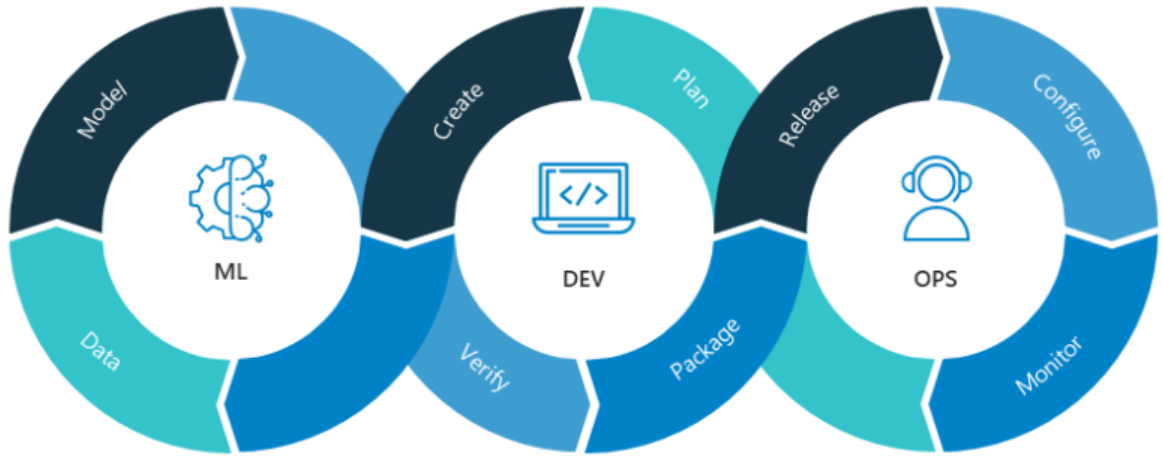 Model
Data
ML
Create
Plan
Verify
Package
</>
DEV
Release
Configure
Monitor
OPS